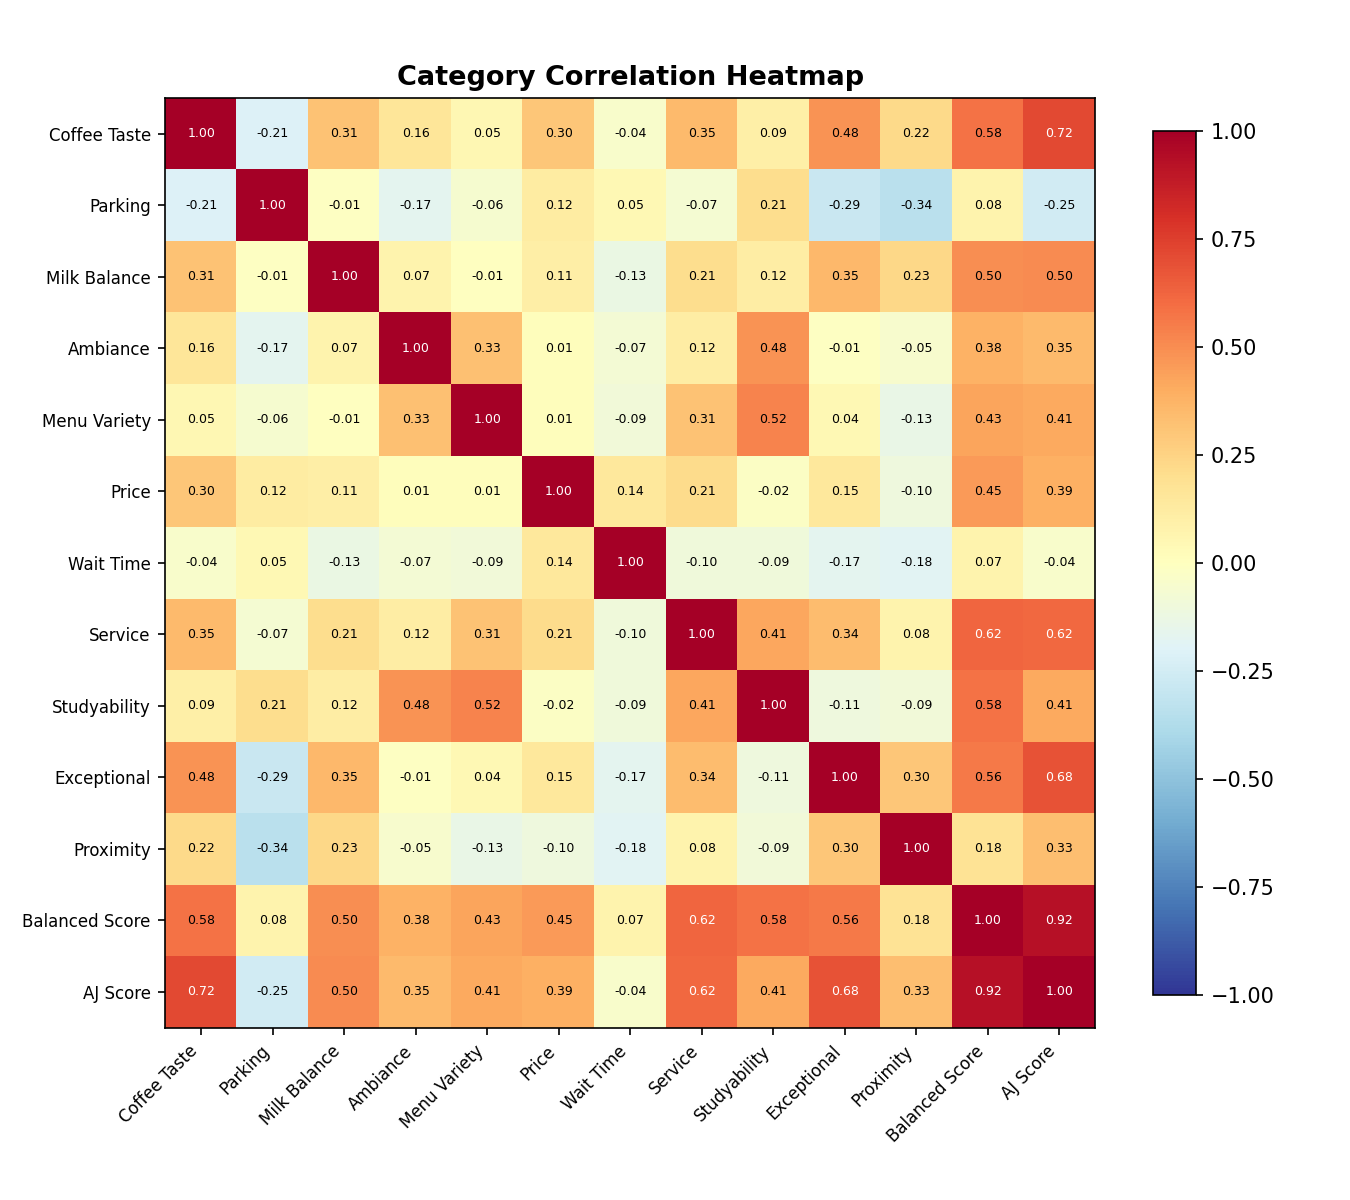 Category Correlation Heatmap
Coffee Taste 1.00 -0.21 0.31 0.16 0.05 0.30 -0.04 0.35 0.09 0.48 0.22 0.58 0.72
Parking -0.21 1.00 -0.01 -0.17 -0.06 0.12 0.05 -0.07 0.21 -0.29 -0.34 0.08 -0.25
Milk Balance 0.31 -0.01 1.00 0.07 -0.01 0.11 -0.13 0.21 0.12 0.35 0.23 0.50 0.50
Ambiance 0.16 -0.17 0.07 1.00 0.33 0.01 -0.07 0.12 0.48 -0.01 -0.05 0.38 0.35
Menu Variety 0.05 -0.06 -0.01 0.33 1.00 0.01 -0.09 0.31 0.52 0.04 -0.13 0.43 0.41
Price 0.30 0.12 0.11 0.01 0.01 1.00 0.14 0.21 -0.02 0.15 -0.10 0.45 0.39
Wait Time -0.04 0.05 -0.13 -0.07 -0.09 0.14 1.00 -0.10 -0.09 -0.17 -0.18 0.07 -0.04
Service 0.35 -0.07 0.21 0.12 0.31 0.21 -0.10 1.00 0.41 0.34 0.08 0.62 0.62
Studyability 0.09 0.21 0.12 0.48 0.52 -0.02 -0.09 0.41 1.00 -0.11 -0.09 0.58 0.41
Exceptional 0.48 -0.29 0.35 -0.01 0.04 0.15 -0.17 0.34 -0.11 1.00 0.30 0.56 0.68
Proximity 0.22 -0.34 0.23 -0.05 -0.13 -0.10 -0.18 0.08 -0.09 0.30 1.00 0.18 0.33
Balanced Score 0.58 0.08 0.50 0.38 0.43 0.45 0.07 0.62 0.58 0.56 0.18 1.00 0.92
AJ Score 0.72 -0.25 0.50 0.35 0.41 0.39 -0.04 0.62 0.41 0.68 0.33 0.92 1.00
Coffee Taste
Parking
Milk Balance
Ambiance
Menu Variety
Price
Wait Time
Service
Studyability
Exceptional
Proximity
Balanced Score
AJ Score
1.00
0.75
0.50
0.25
0.00
−0.25
−0.50
−0.75
−1.00